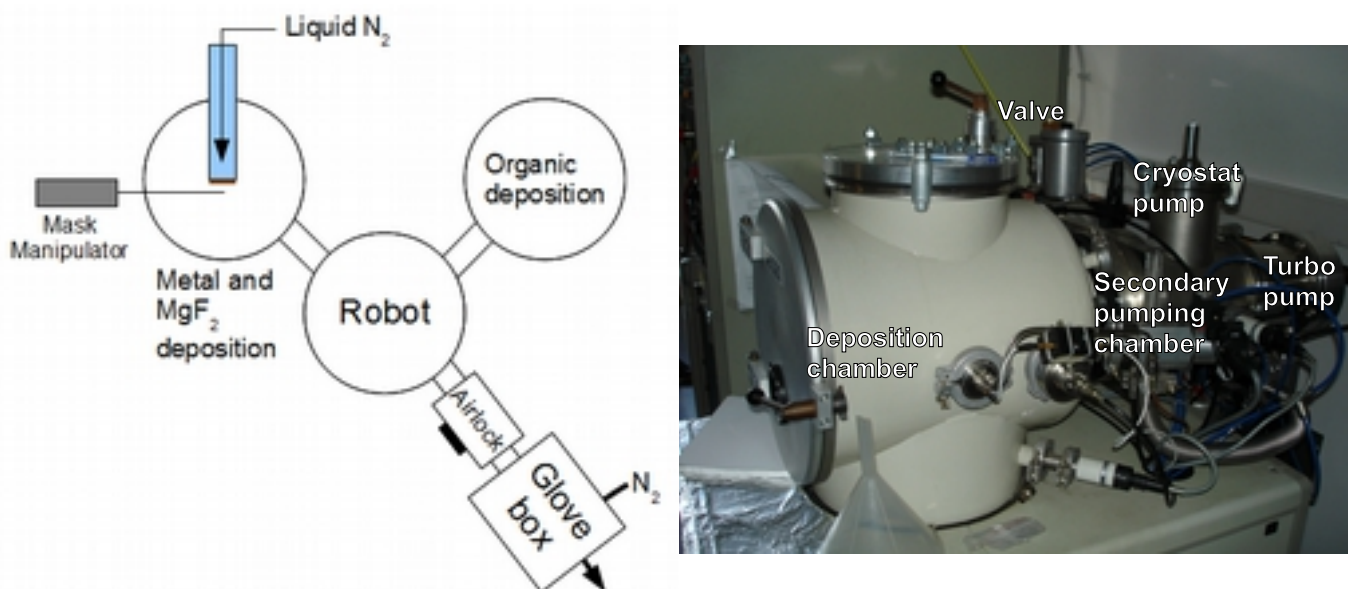 Liquid N₂
Organic
deposition
Mask
Manipulator
Metal and
MgF₂
deposition
Robot
Airlock
Glove
box
N₂
Valve
Cryostat
pump
Secondary
pumping
chamber
Turbo
pump
Deposition
chamber